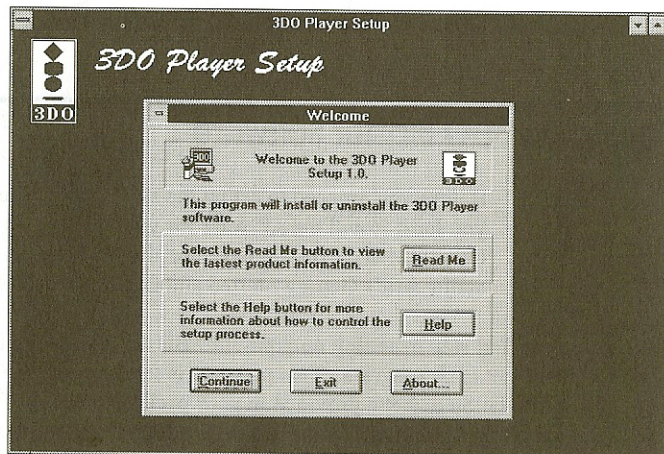 3DO Player Setup
3DO Player Setup
3DO
Welcome
3DO
Welcome to the 3DO Player
Setup 1.0.
3DO
This program will install or uninstall the 3DO Player
software.
Select the Read Me button to view
the lastest product information.
Read Me
Select the Help button for more
information about how to control the
setup process.
Help
Continue
Exit
About...